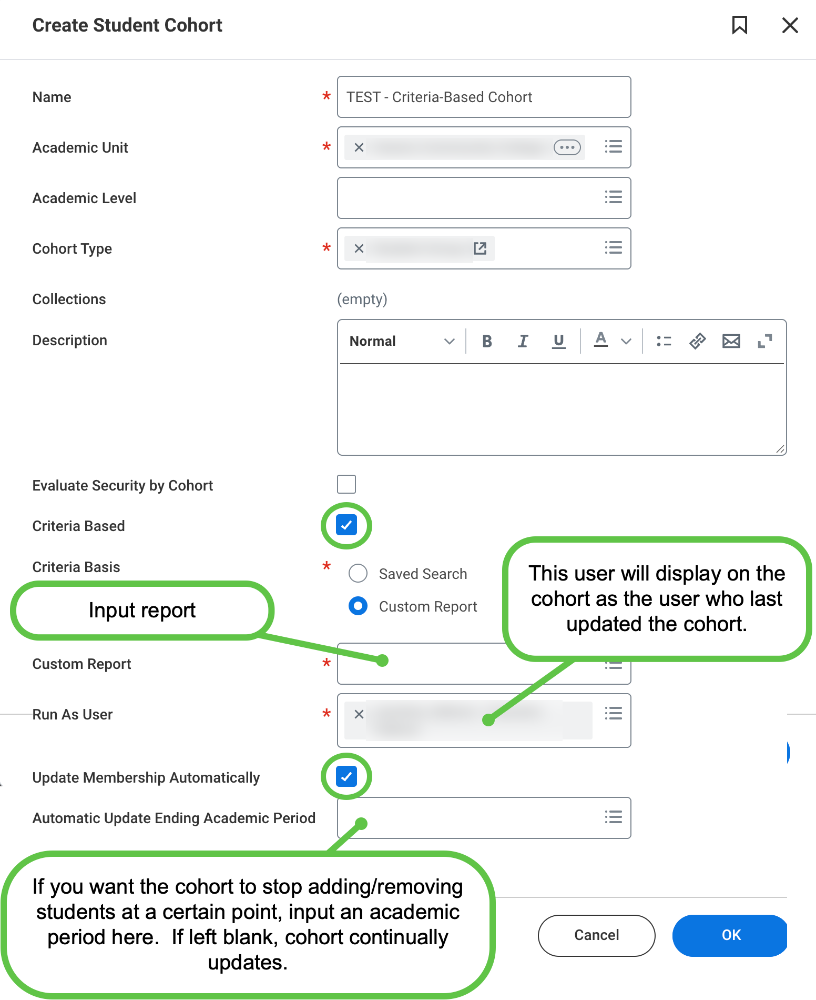 Create Student Cohort
Name * TEST - Criteria-Based Cohort
Academic Unit *
Academic Level
Cohort Type *
Collections (empty)
Description Normal B I U A
Evaluate Security by Cohort
Criteria Based
Criteria Basis *
Saved Search
Custom Report
Input report
This user will display on the
cohort as the user who last
updated the cohort.
Custom Report *
Run As User *
Update Membership Automatically
Automatic Update Ending Academic Period
If you want the cohort to stop adding/removing
students at a certain point, input an academic
period here.  If left blank, cohort continually
updates.
Cancel OK